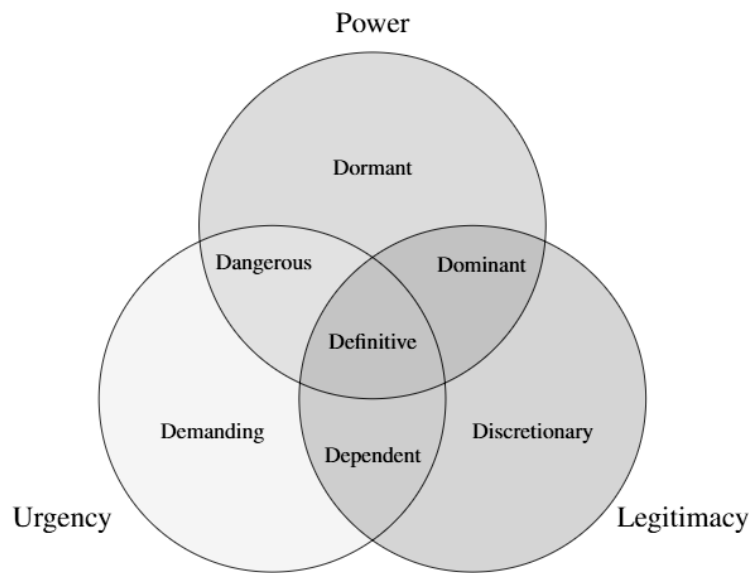 Power
Dormant
Dangerous
Dominant
Definitive
Demanding
Discretionary
Dependent
Urgency
Legitimacy